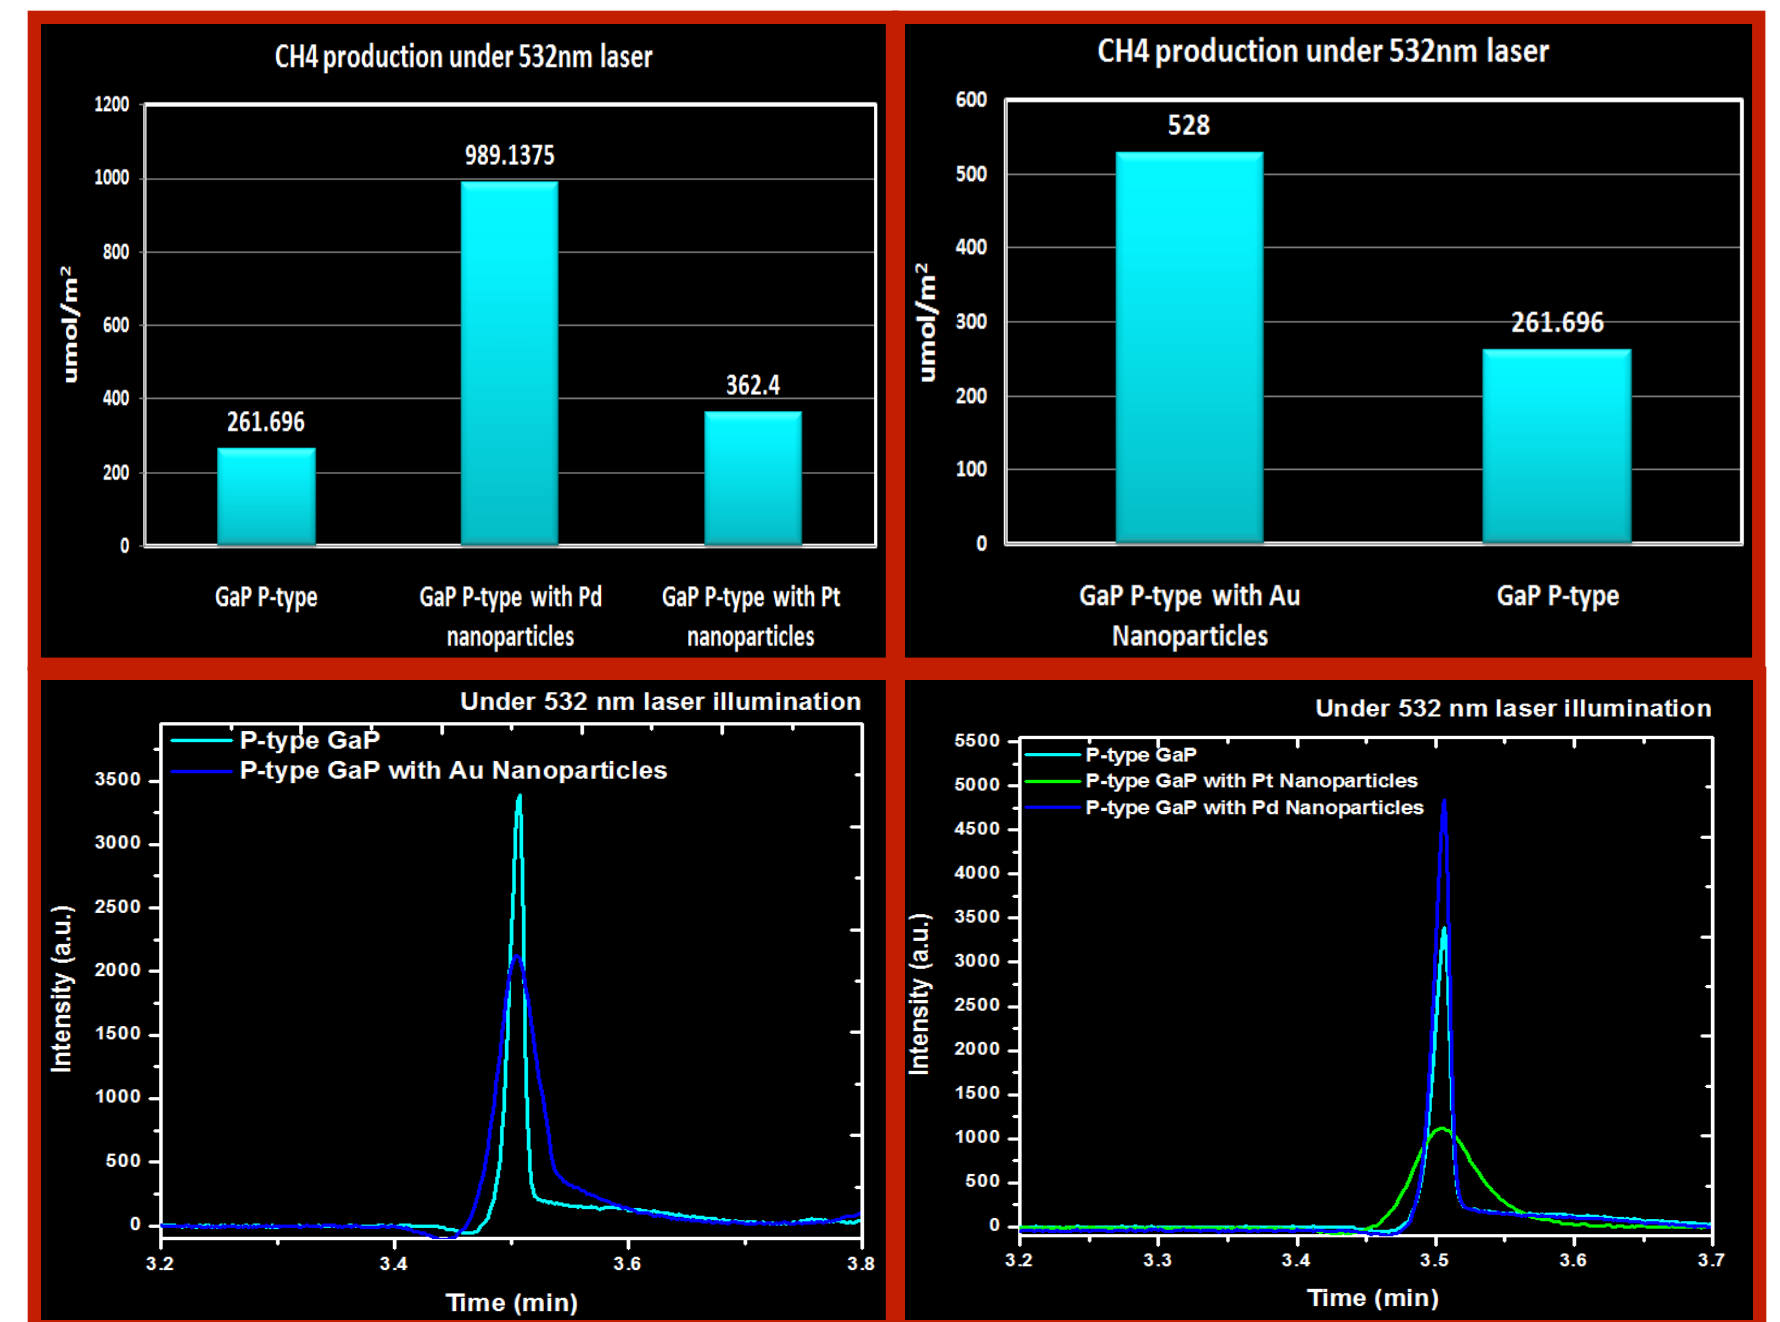 CH4 production under 532nm laser
1200
1000
800
600
400
200
0
umol/m²
261.696
989.1375
362.4
GaP P-type
GaP P-type with Pd
nanoparticles
GaP P-type with Pt
nanoparticles
CH4 production under 532nm laser
600
500
400
300
200
100
0
umol/m²
528
261.696
GaP P-type with Au
Nanoparticles
GaP P-type
Under 532 nm laser illumination
P-type GaP
P-type GaP with Au Nanoparticles
3500
3000
2500
2000
1500
1000
500
0
Intensity (a.u.)
3.2
3.4
3.6
3.8
Time (min)
Under 532 nm laser illumination
P-type GaP
P-type GaP with Pt Nanoparticles
P-type GaP with Pd Nanoparticles
5500
5000
4500
4000
3500
3000
2500
2000
1500
1000
500
0
Intensity (a.u.)
3.2
3.3
3.4
3.5
3.6
3.7
Time (min)